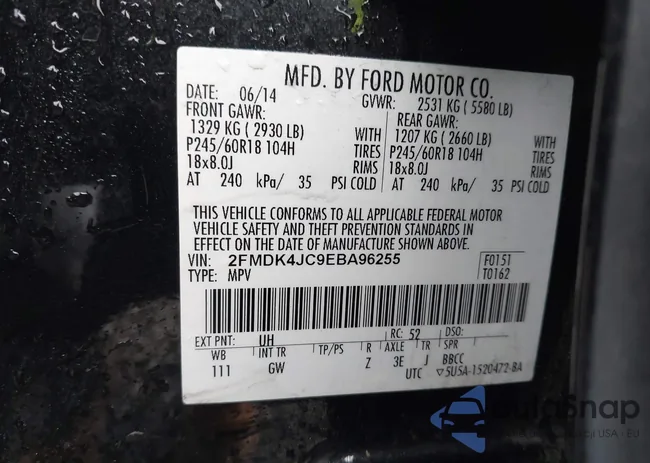 MFD. BY FORD MOTOR CO.
DATE: 06/14 GVWR: 2531 KG ( 5580 LB)
FRONT GAWR: REAR GAWR:
1329 KG ( 2930 LB) WITH 1207 KG ( 2660 LB) WITH
P245/60R18 104H TIRES P245/60R18 104H TIRES
18x8.0J RIMS 18x8.0J RIMS
AT 240 kPa/ 35 PSI COLD AT 240 kPa/ 35 PSI COLD
THIS VEHICLE CONFORMS TO ALL APPLICABLE FEDERAL MOTOR
VEHICLE SAFETY AND THEFT PREVENTION STANDARDS IN
EFFECT ON THE DATE OF MANUFACTURE SHOWN ABOVE.
VIN: 2FMDK4JC9EBA96255 F0151
TYPE: MPV T0162
EXT PNT: UH RC: 52 DSO:
WB INT TR TP/PS R AXLE TR SPR
111 GW Z 3E J BBCC
UTC ▽5USA-1520472-BA